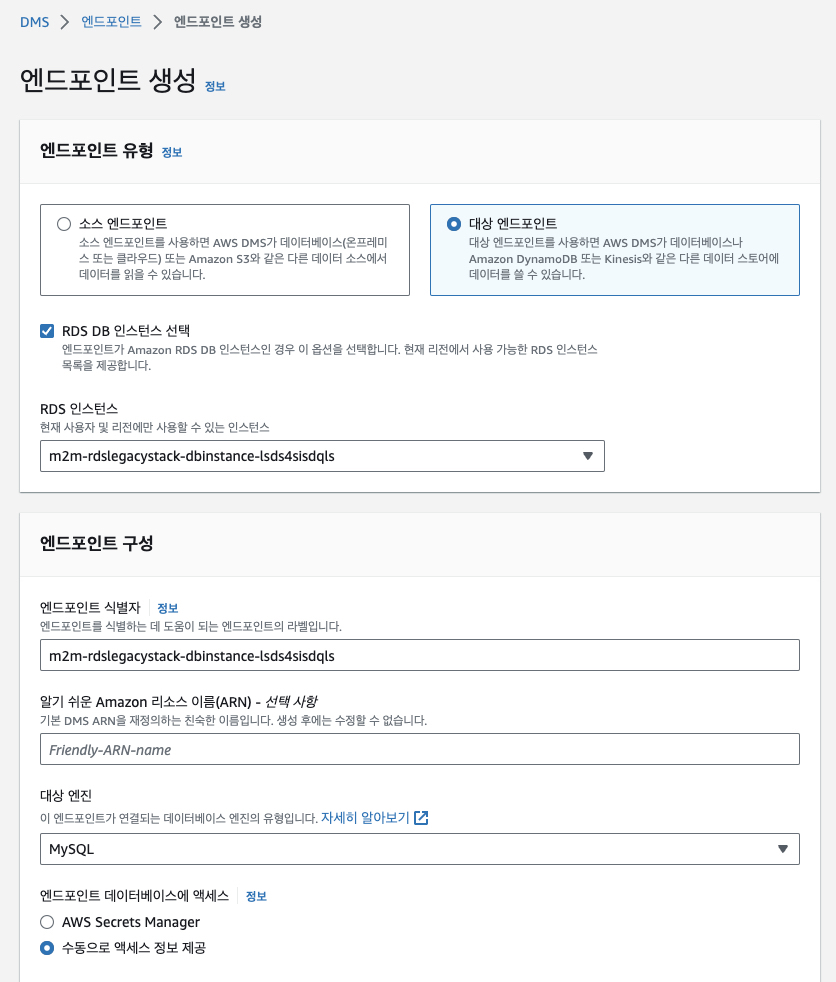 DMS > 엔드포인트 > 엔드포인트 생성
엔드포인트 생성 정보
엔드포인트 유형 정보
소스 엔드포인트
소스 엔드포인트를 사용하면 AWS DMS가 데이터베이스(온프레미
스 또는 클라우드) 또는 Amazon S3와 같은 다른 데이터 소스에서
데이터를 읽을 수 있습니다.
대상 엔드포인트
대상 엔드포인트를 사용하면 AWS DMS가 데이터베이스나
Amazon DynamoDB 또는 Kinesis와 같은 다른 데이터 스토어에
데이터를 쓸 수 있습니다.
RDS DB 인스턴스 선택
엔드포인트가 Amazon RDS DB 인스턴스인 경우 이 옵션을 선택합니다. 현재 리전에서 사용 가능한 RDS 인스턴스
목록을 제공합니다.
RDS 인스턴스
현재 사용자 및 리전에만 사용할 수 있는 인스턴스
m2m-rdslegacystack-dbinstance-lsds4sisdqls
엔드포인트 구성
엔드포인트 식별자 정보
엔드포인트를 식별하는 데 도움이 되는 엔드포인트의 라벨입니다.
m2m-rdslegacystack-dbinstance-lsds4sisdqls
알기 쉬운 Amazon 리소스 이름(ARN) - 선택 사항
기본 DMS ARN을 재정의하는 친숙한 이름입니다. 생성 후에는 수정할 수 없습니다.
Friendly-ARN-name
대상 엔진
이 엔드포인트가 연결되는 데이터베이스 엔진의 유형입니다. 자세히 알아보기
MySQL
엔드포인트 데이터베이스에 액세스 정보
AWS Secrets Manager
수동으로 액세스 정보 제공